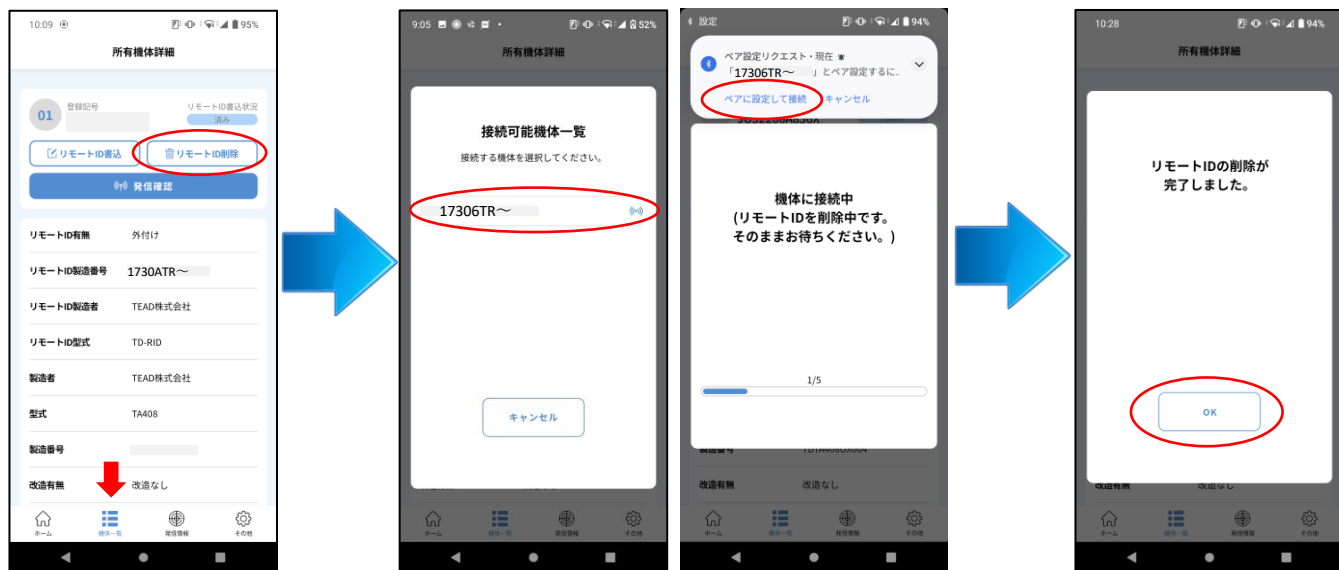 10:09
95%
所有機体詳細
01
登録記号
リモートID書込状況
済み
リモートID書込
リモートID削除
発信確認
リモートID有無 外付け
リモートID製造番号 1730ATR～
リモートID製造者 TEAD株式会社
リモートID型式 TD-RID
製造者 TEAD株式会社
型式 TA408
製造番号
改造有無 改造なし
ホーム 機体一覧 発信情報 その他
9:05
52%
所有機体詳細
接続可能機体一覧
接続する機体を選択してください。
17306TR～
キャンセル
ホーム 機体一覧 発信情報 その他
設定
94%
ペア設定リクエスト・現在
「17306TR～ 」とペア設定するに..
ペアに設定して接続 キャンセル
機体に接続中
(リモートIDを削除中です。
そのままお待ちください。)
1/5
製造番号
改造有無 改造なし
ホーム 機体一覧 発信情報 その他
10:28
94%
所有機体詳細
リモートIDの削除が
完了しました。
OK
改造有無 改造なし
ホーム 機体一覧 発信情報 その他